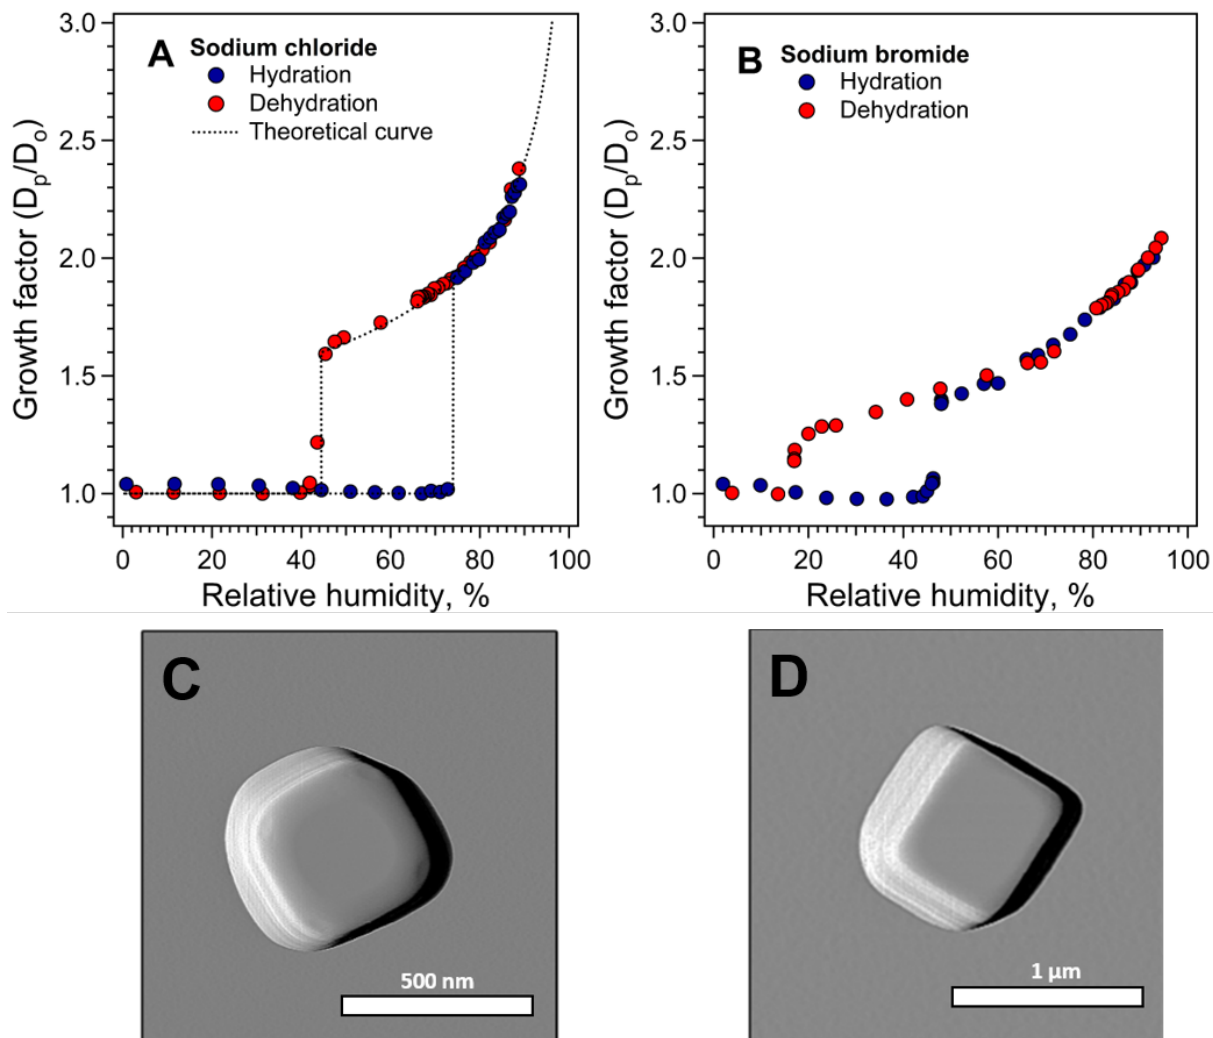 3.0
2.5
2.0
1.5
1.0
Growth factor (Dp/Do)
A
Sodium chloride
Hydration
Dehydration
Theoretical curve
0 20 40 60 80 100
Relative humidity, %
3.0
2.5
2.0
1.5
1.0
Growth factor (Dp/Do)
B
Sodium bromide
Hydration
Dehydration
0 20 40 60 80 100
Relative humidity, %
C
500 nm
D
1 µm